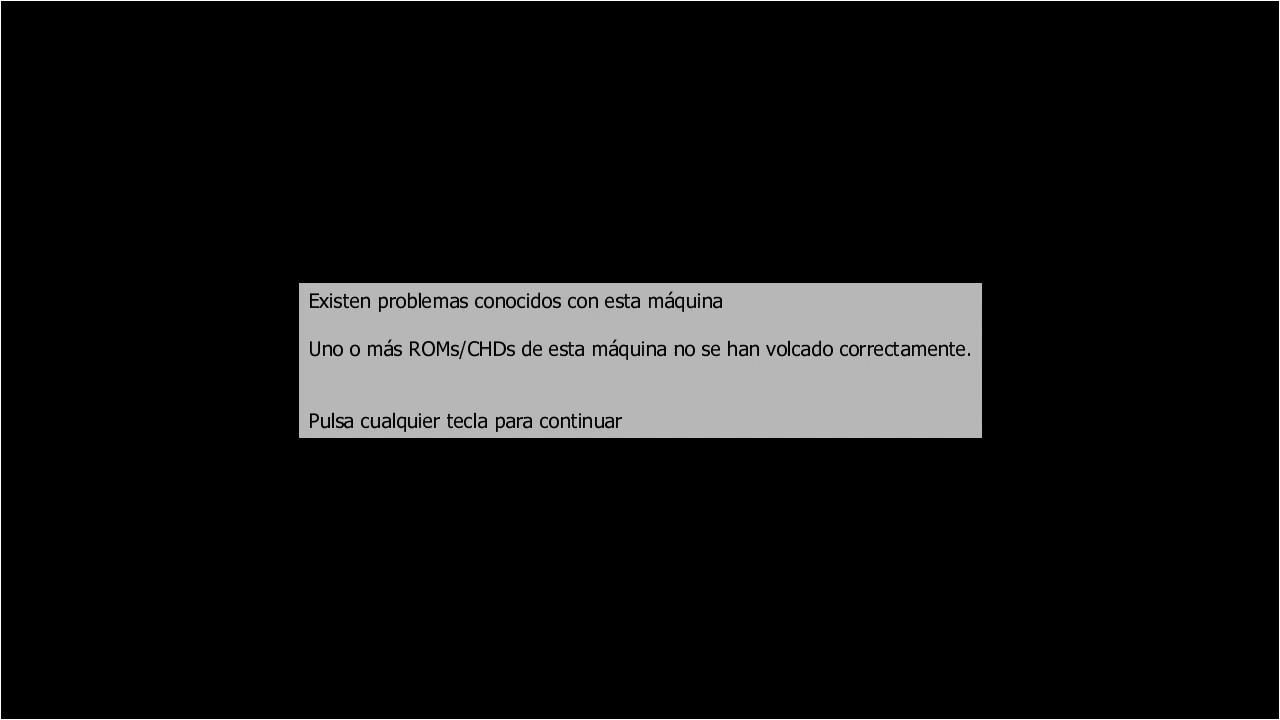 Existen problemas conocidos con esta máquina
Uno o más ROMs/CHDs de esta máquina no se han volcado correctamente.
Pulsa cualquier tecla para continuar